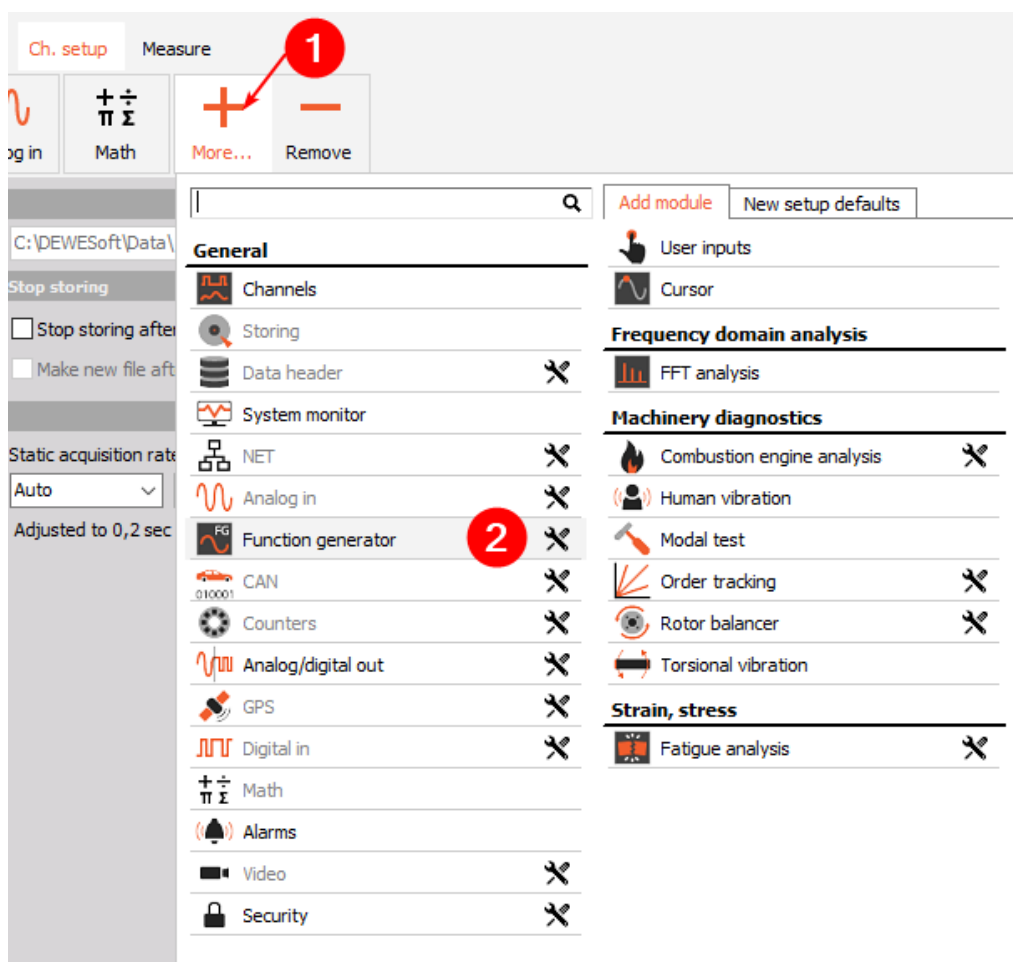 Ch. setup Measure 1
og in Math More... Remove
+ ÷
π Σ
Add module New setup defaults
C:\DEWESoft\Data\
General
Channels
Storing
Data header
System monitor
NET
Analog in
FG
Function generator 2
CAN
010001
Counters
Analog/digital out
GPS
Digital in
+ ÷
π Σ
Math
Alarms
Video
Security
User inputs
Cursor
Frequency domain analysis
FFT analysis
Machinery diagnostics
Combustion engine analysis
Human vibration
Modal test
Order tracking
Rotor balancer
Torsional vibration
Strain, stress
Fatigue analysis
Stop storing
Stop storing after
Make new file aft
Static acquisition rate
Auto
Adjusted to 0,2 sec